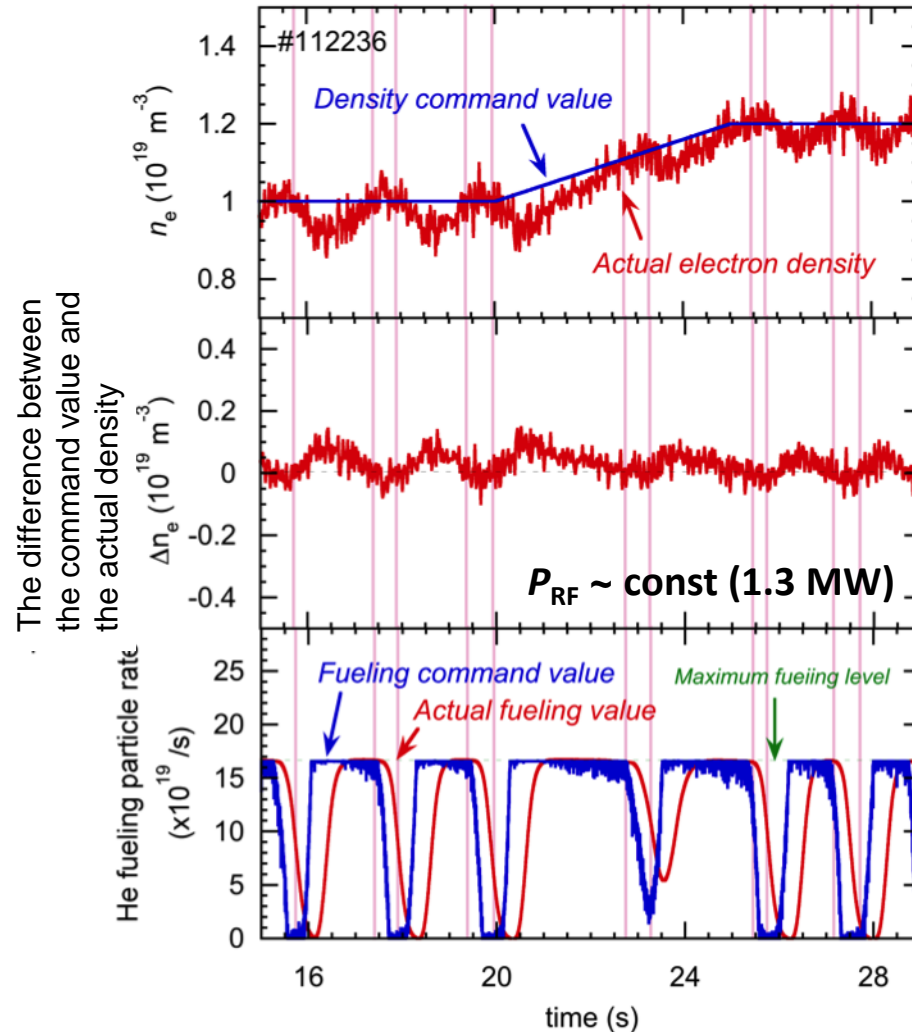 #112236
1.4
1.2
1
0.8
n_e (10^19 m^-3)
Density command value
Actual electron density
The difference between
the command value and
the actual density
0.4
0.2
0
-0.2
-0.4
Δn_e (10^19 m^-3)
P_RF ~ const (1.3 MW)
He fueling particle rate
(x10^19 /s)
25
20
15
10
5
0
Fueling command value
Actual fueling value
Maximum fueiing level
16
20
24
28
time (s)